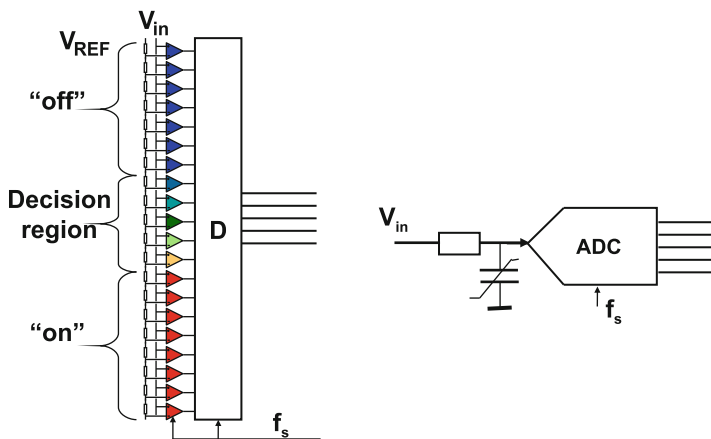 V_in
V_REF
“off”
Decision
region
“on”
D
f_s
V_in
ADC
f_s